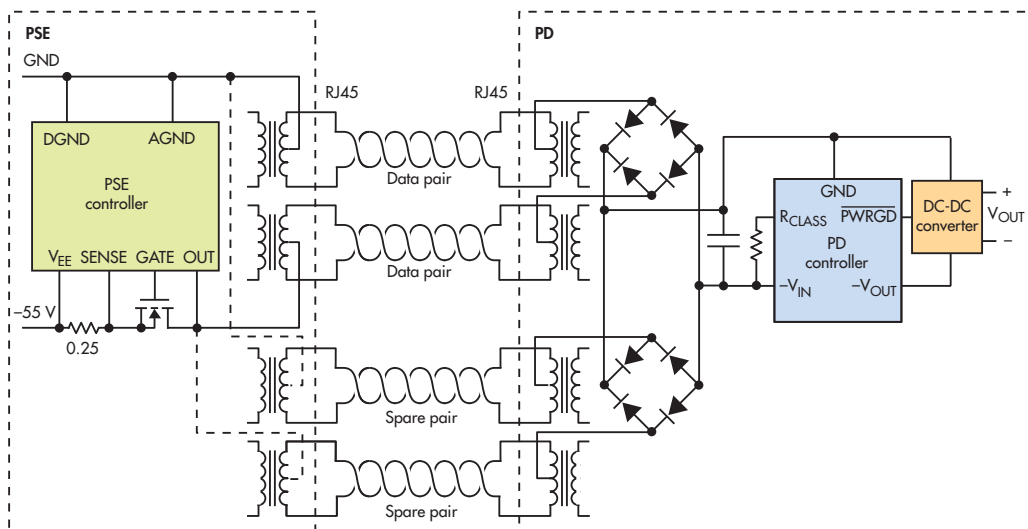 PSE
GND
DGND AGND
PSE
controller
VEE SENSE GATE OUT
–55 V
0.25
RJ45 RJ45
Data pair
Data pair
Spare pair
Spare pair
PD
GND
RCLASS PWRGD
PD
controller
–VIN –VOUT
DC-DC
converter
+
VOUT
–